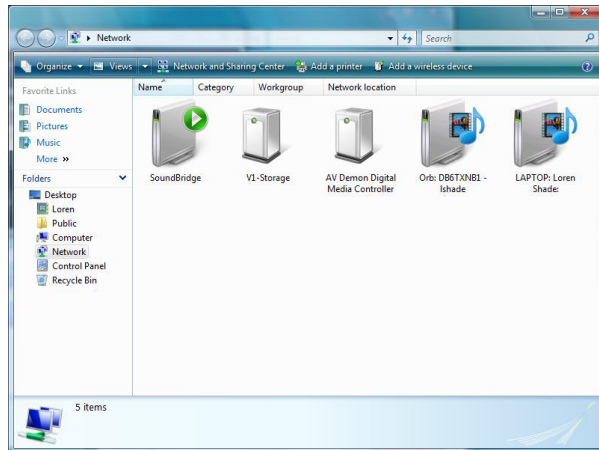 Network
Search
Organize Views Network and Sharing Center Add a printer Add a wireless device
Favorite Links
Documents
Pictures
Music
More »
Folders
Desktop
Loren
Public
Computer
Network
Control Panel
Recycle Bin
Name Category Workgroup Network location
SoundBridge
V1-Storage
AV Demon Digital
Media Controller
Orb: DB6TXNB1 -
lshade
LAPTOP: Loren
Shade:
5 items